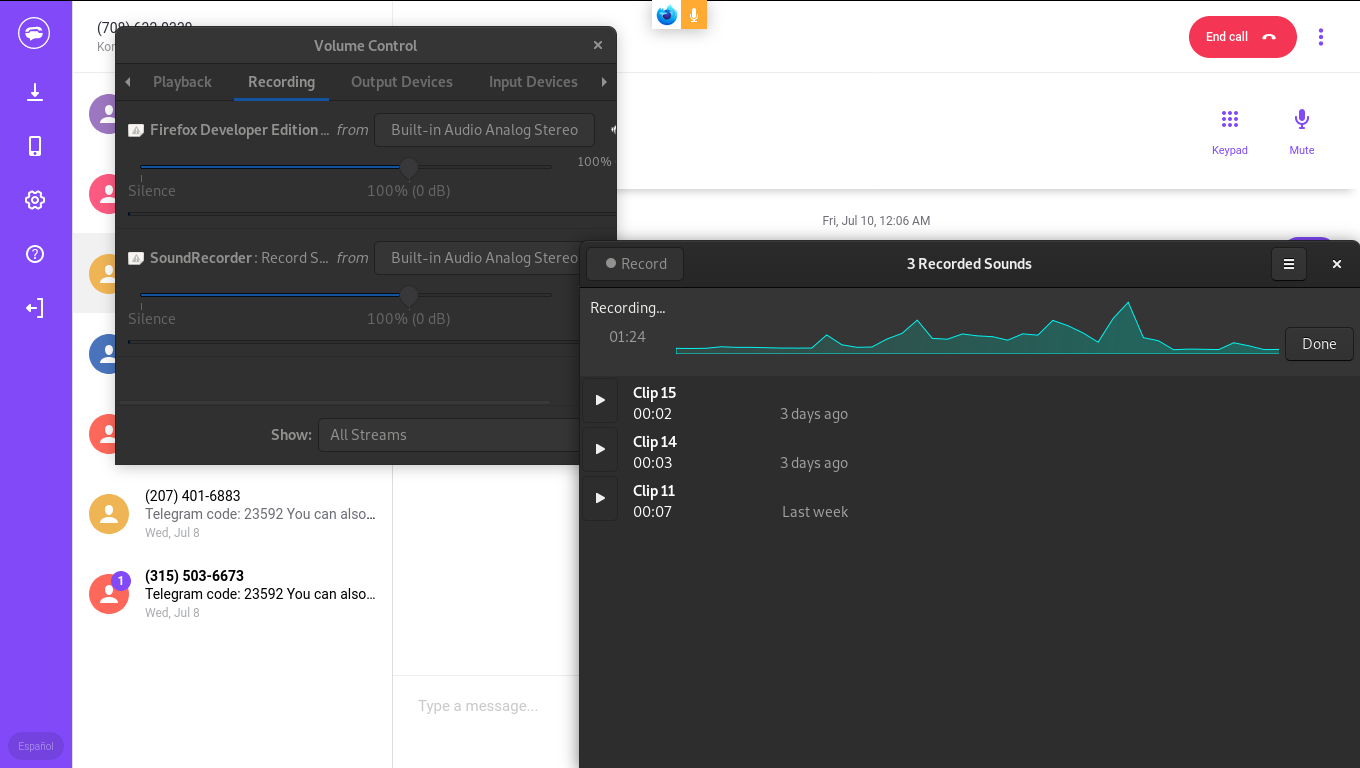 End call
Kor
Keypad
Mute
Fri, Jul 10, 12:06 AM
Volume Control
Playback
Recording
Output Devices
Input Devices
Firefox Developer Edition... from Built-in Audio Analog Stereo
100%
Silence 100% (0 dB)
SoundRecorder: Record S... from Built-in Audio Analog Stereo
Silence 100% (0 dB)
Show: All Streams
Record
3 Recorded Sounds
Recording...
01:24
Done
Clip 15
00:02 3 days ago
Clip 14
00:03 3 days ago
Clip 11
00:07 Last week
(207) 401-6883
Telegram code: 23592 You can also...
Wed, Jul 8
1
(315) 503-6673
Telegram code: 23592 You can also...
Wed, Jul 8
Type a message...
Español